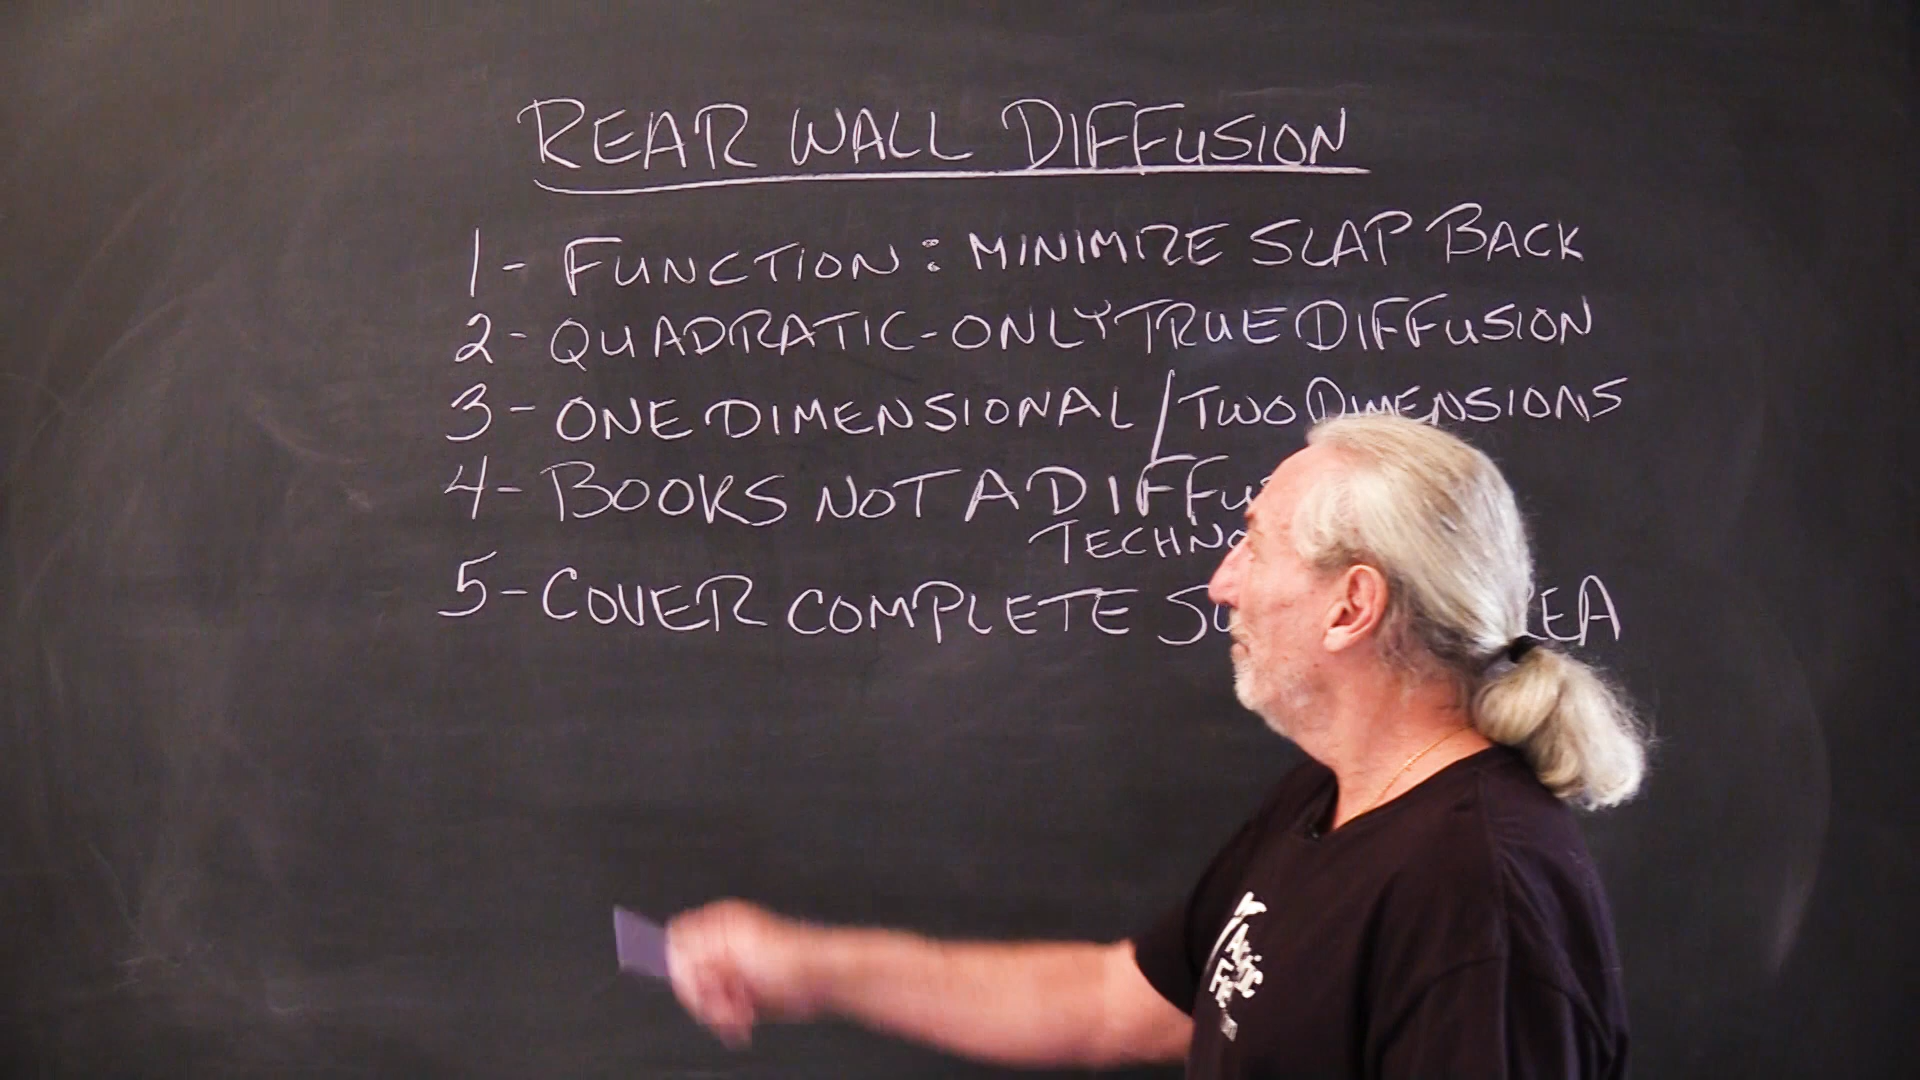 REAR WALL DIFFUSION
1 - FUNCTION: MINIMIZE SLAP BACK
2 - QUADRATIC - ONLY TRUE DIFFUSION
3 - ONE DIMENSIONAL / TWO DIMENSIONS
4 - BOOKS NOT A
5 - COVER COMPLETE